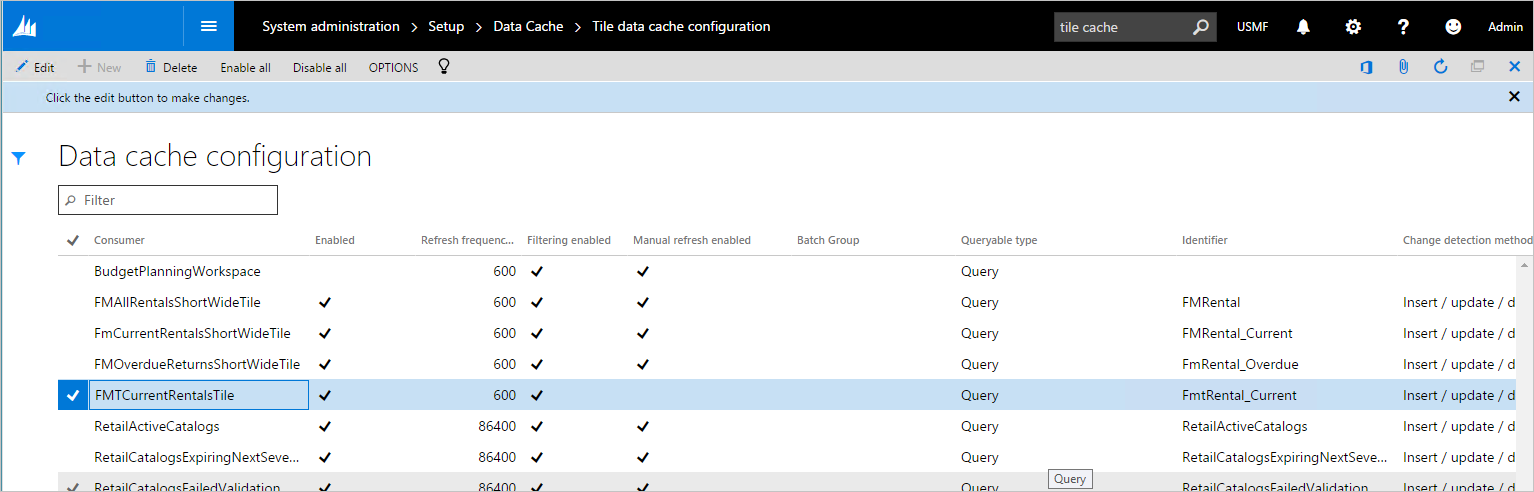 System administration > Setup > Data Cache > Tile data cache configuration tile cache USMF ? Admin
Edit New Delete Enable all Disable all OPTIONS
Click the edit button to make changes.
Data cache configuration
Filter
Consumer Enabled Refresh frequenc... Filtering enabled Manual refresh enabled Batch Group Queryable type Identifier Change detection method
BudgetPlanningWorkspace 600 Query
FMAllRentalsShortWideTile 600 Query FMRental Insert / update / d
FmCurrentRentalsShortWideTile 600 Query FMRental_Current Insert / update / d
FMOverdueReturnsShortWideTile 600 Query FmRental_Overdue Insert / update / d
FMTCurrentRentalsTile 600 Query FmtRental_Current Insert / update / d
RetailActiveCatalogs 86400 Query RetailActiveCatalogs Insert / update / d
RetailCatalogsExpiringNextSeve... 86400 Query RetailCatalogsExpiringNextSeve... Insert / update / d
RetailCatalogsFailedValidation 86400 Query Query RetailCatalogsFailedValidation Insert / update / d